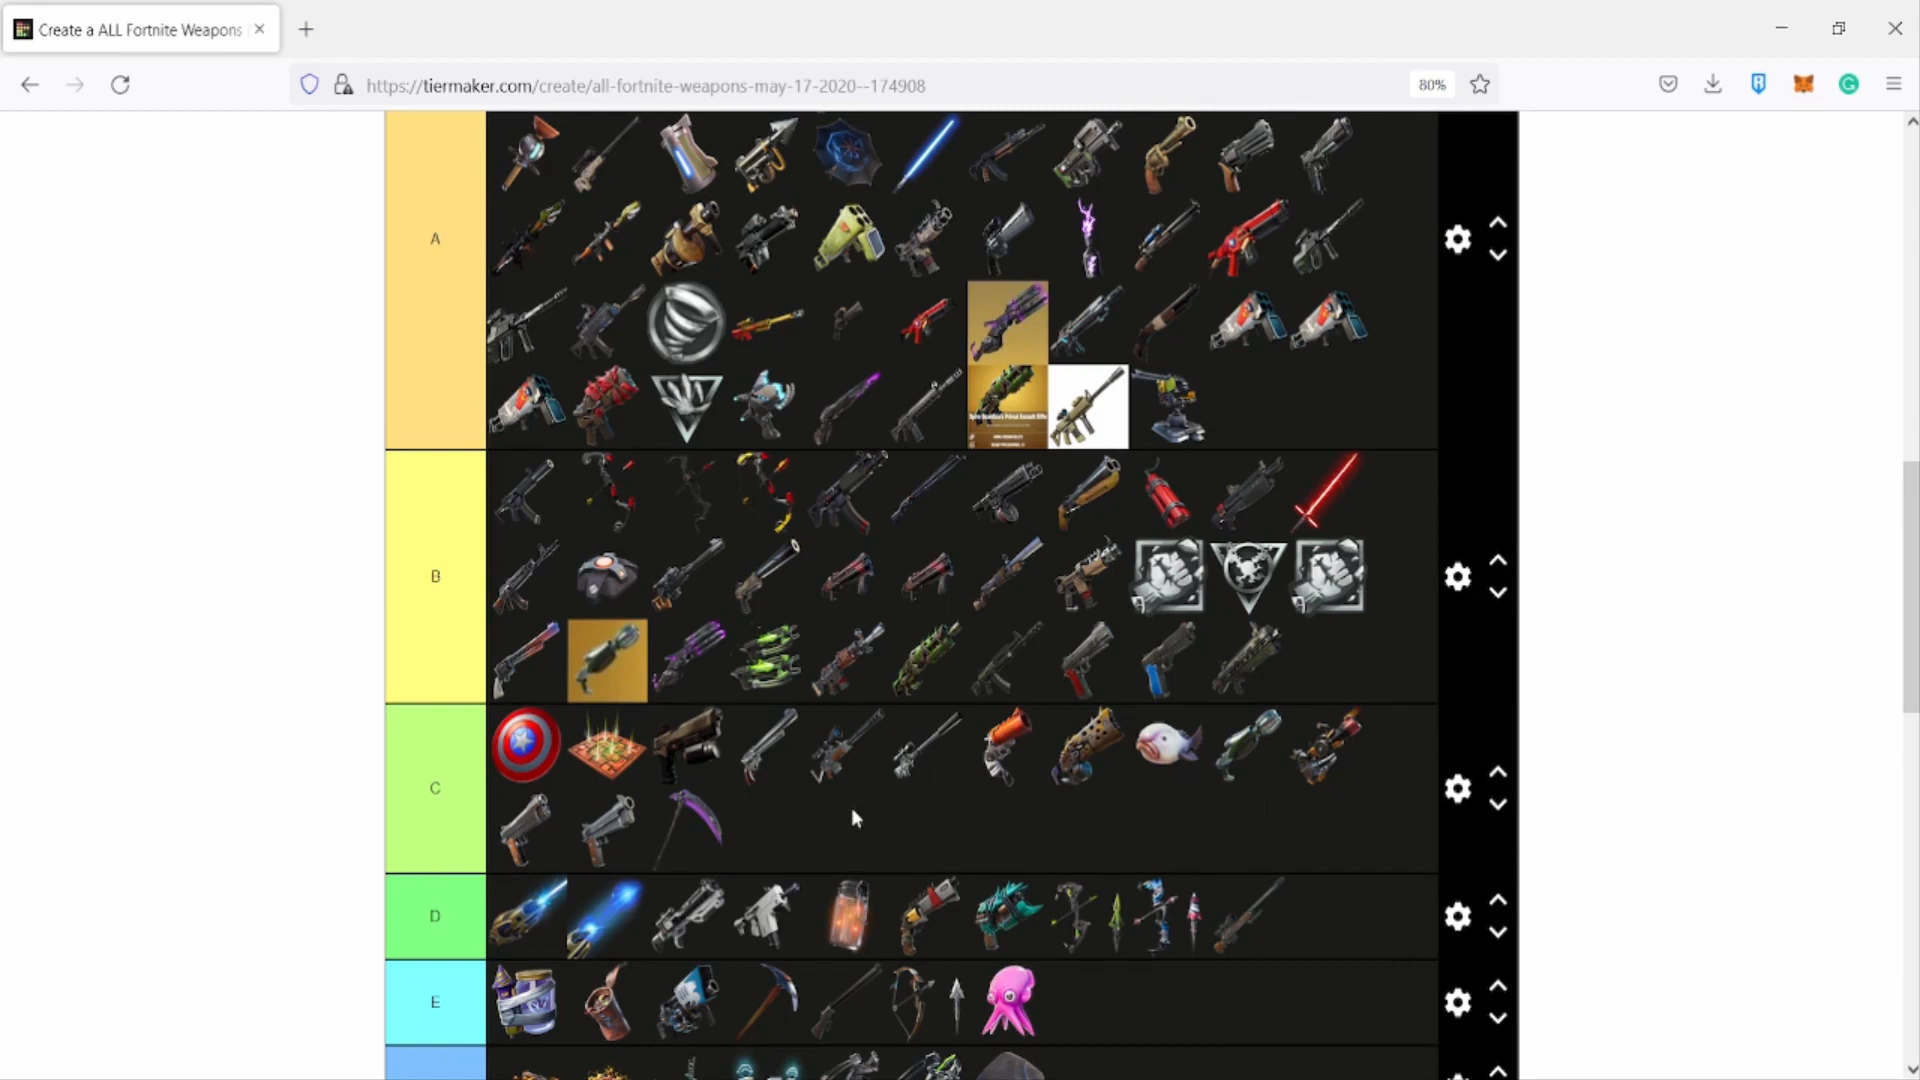 Create a ALL Fortnite Weapons
https://tiermaker.com/create/all-fortnite-weapons-may-17-2020--174908
80%
A
B
C
D
E